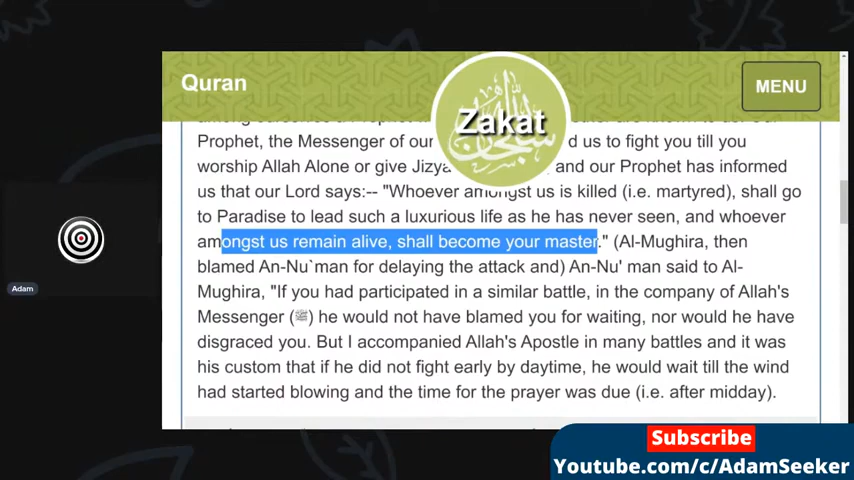 Quran
Zakat
MENU
Prophet, the Messenger of our d us to fight you till you
worship Allah Alone or give Jizya and our Prophet has informed
us that our Lord says:-- "Whoever amongst us is killed (i.e. martyred), shall go
to Paradise to lead such a luxurious life as he has never seen, and whoever
amongst us remain alive, shall become your master." (Al-Mughira, then
blamed An-Nu`man for delaying the attack and) An-Nu' man said to Al-
Mughira, "If you had participated in a similar battle, in the company of Allah's
Messenger (ﷺ) he would not have blamed you for waiting, nor would he have
disgraced you. But I accompanied Allah's Apostle in many battles and it was
his custom that if he did not fight early by daytime, he would wait till the wind
had started blowing and the time for the prayer was due (i.e. after midday).
Adam
Subscribe
Youtube.com/c/AdamSeeker